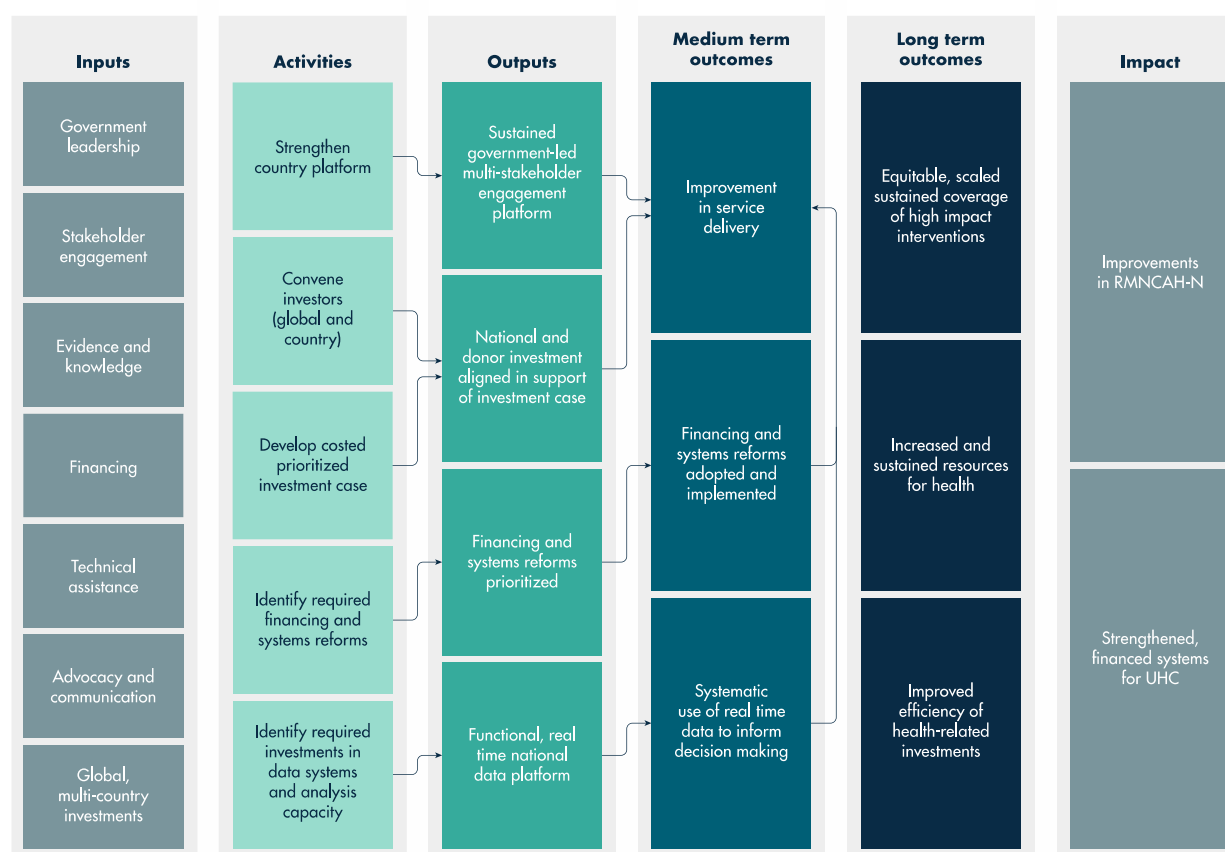 Inputs
Government
leadership
Stakeholder
engagement
Evidence and
knowledge
Financing
Technical
assistance
Advocacy and
communication
Global,
multi-country
investments
Activities
Strengthen
country platform
Convene
investors
(global and
country)
Develop costed
prioritized
investment case
Identify required
financing and
systems reforms
Identify required
investments in
data systems
and analysis
capacity
Outputs
Sustained
government-led
multi-stakeholder
engagement
platform
National and
donor investment
aligned in support
of investment case
Financing and
systems reforms
prioritized
Functional, real
time national
data platform
Medium term
outcomes
Improvement
in service
delivery
Financing and
systems reforms
adopted and
implemented
Systematic
use of real time
data to inform
decision making
Long term
outcomes
Equitable, scaled
sustained coverage
of high impact
interventions
Increased and
sustained resources
for health
Improved
efficiency of
health-related
investments
Impact
Improvements
in RMNCAH-N
Strengthened,
financed systems
for UHC